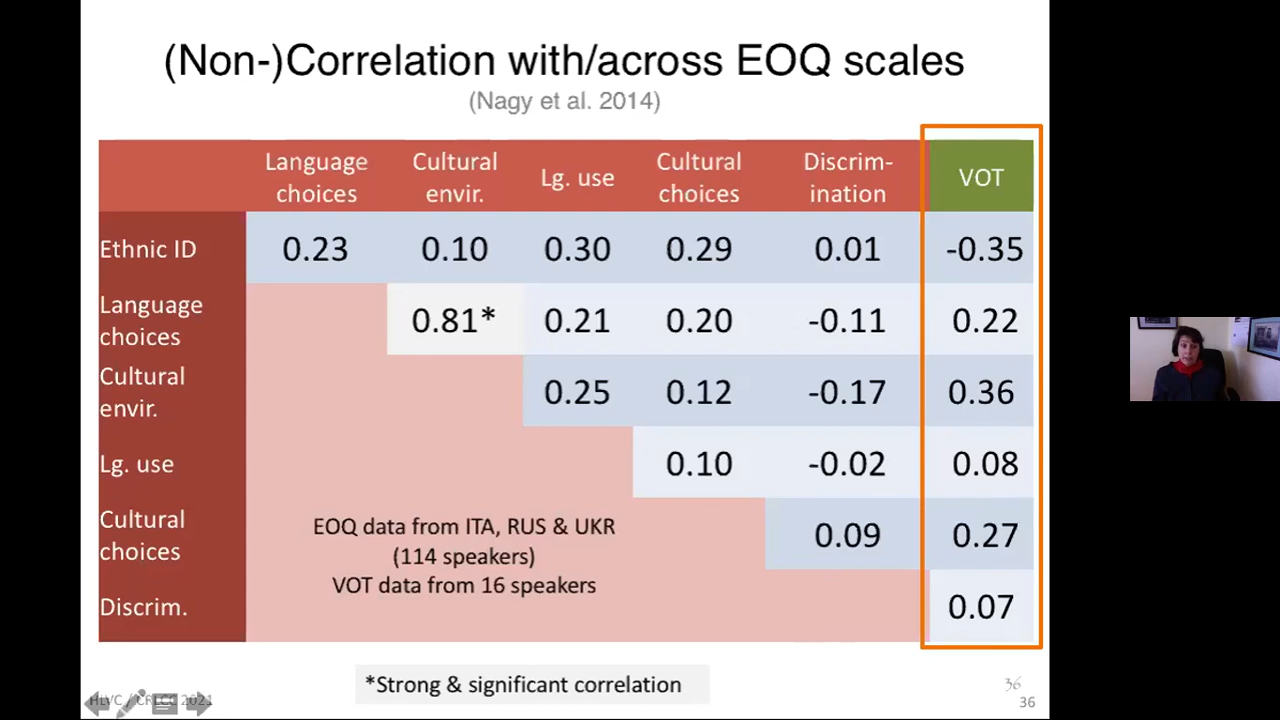 (Non-)Correlation with/across EOQ scales
(Nagy et al. 2014)
Language choices Cultural envir. Lg. use Cultural choices Discrim-ination VOT
Ethnic ID 0.23 0.10 0.30 0.29 0.01 -0.35
Language choices 0.81* 0.21 0.20 -0.11 0.22
Cultural envir. 0.25 0.12 -0.17 0.36
Lg. use 0.10 -0.02 0.08
Cultural choices 0.09 0.27
Discrim. 0.07
EOQ data from ITA, RUS & UKR
(114 speakers)
VOT data from 16 speakers
*Strong & significant correlation
HLVC / CRLCC 2021
36
36